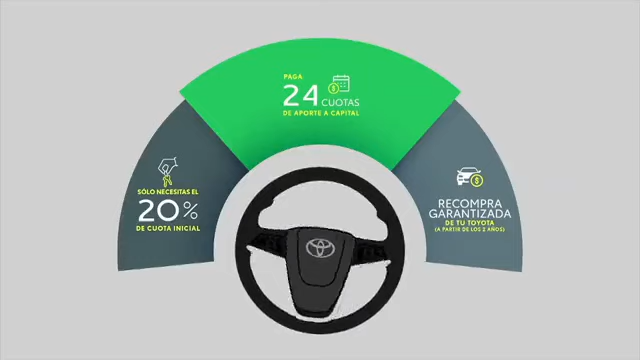 PAGA
24 CUOTAS
DE APORTE A CAPITAL
SÓLO NECESITAS EL
20%
DE CUOTA INICIAL
RECOMPRA
GARANTIZADA
DE TU TOYOTA
(A PARTIR DE LOS 2 AÑOS)